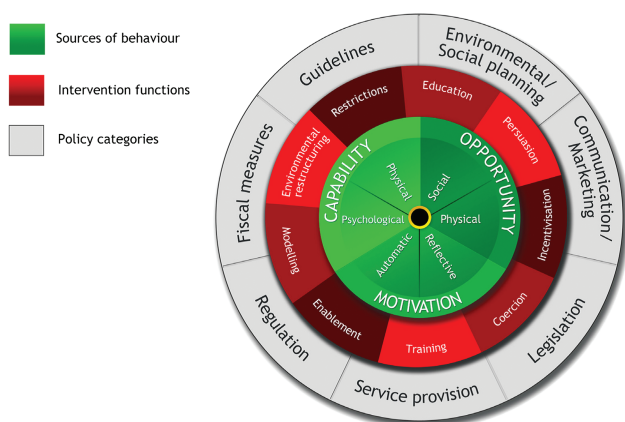 Sources of behaviour
Intervention functions
Policy categories
Guidelines
Environmental/
Social planning
Communication/
Marketing
Legislation
Service provision
Regulation
Fiscal measures
Restrictions
Education
Persuasion
Incentivisation
Coercion
Training
Enablement
Modelling
Environmental
restructuring
CAPABILITY
OPPORTUNITY
MOTIVATION
Physical
Social
Psychological
Physical
Automatic
Reflective